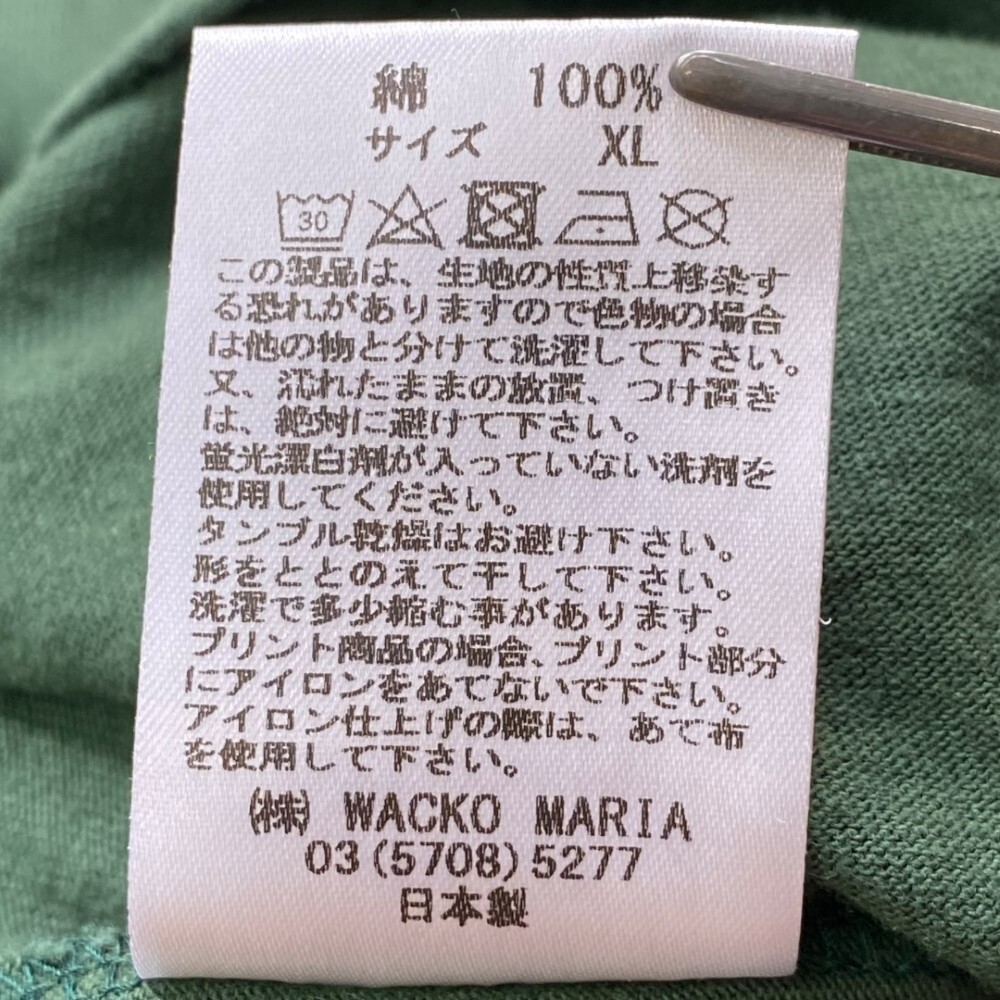 綿 100%
サイズ XL
30
この製品は、生地の性質上移染す
る恐れがありますので色物の場合
は他の物と分けて洗濯して下さい。
又、濡れたままの放置、つけ置き
は、絶対に避けて下さい。
蛍光漂白剤が入っていない洗剤を
使用してください。
タンブル乾燥はお避け下さい。
形をととのえて干して下さい。
洗濯で多少縮む事があります。
プリント商品の場合、プリント部分
にアイロンをあてないで下さい。
アイロン仕上げの際は、あて布
を使用して下さい。
㈱ WACKO MARIA
03(5708)5277
日本製